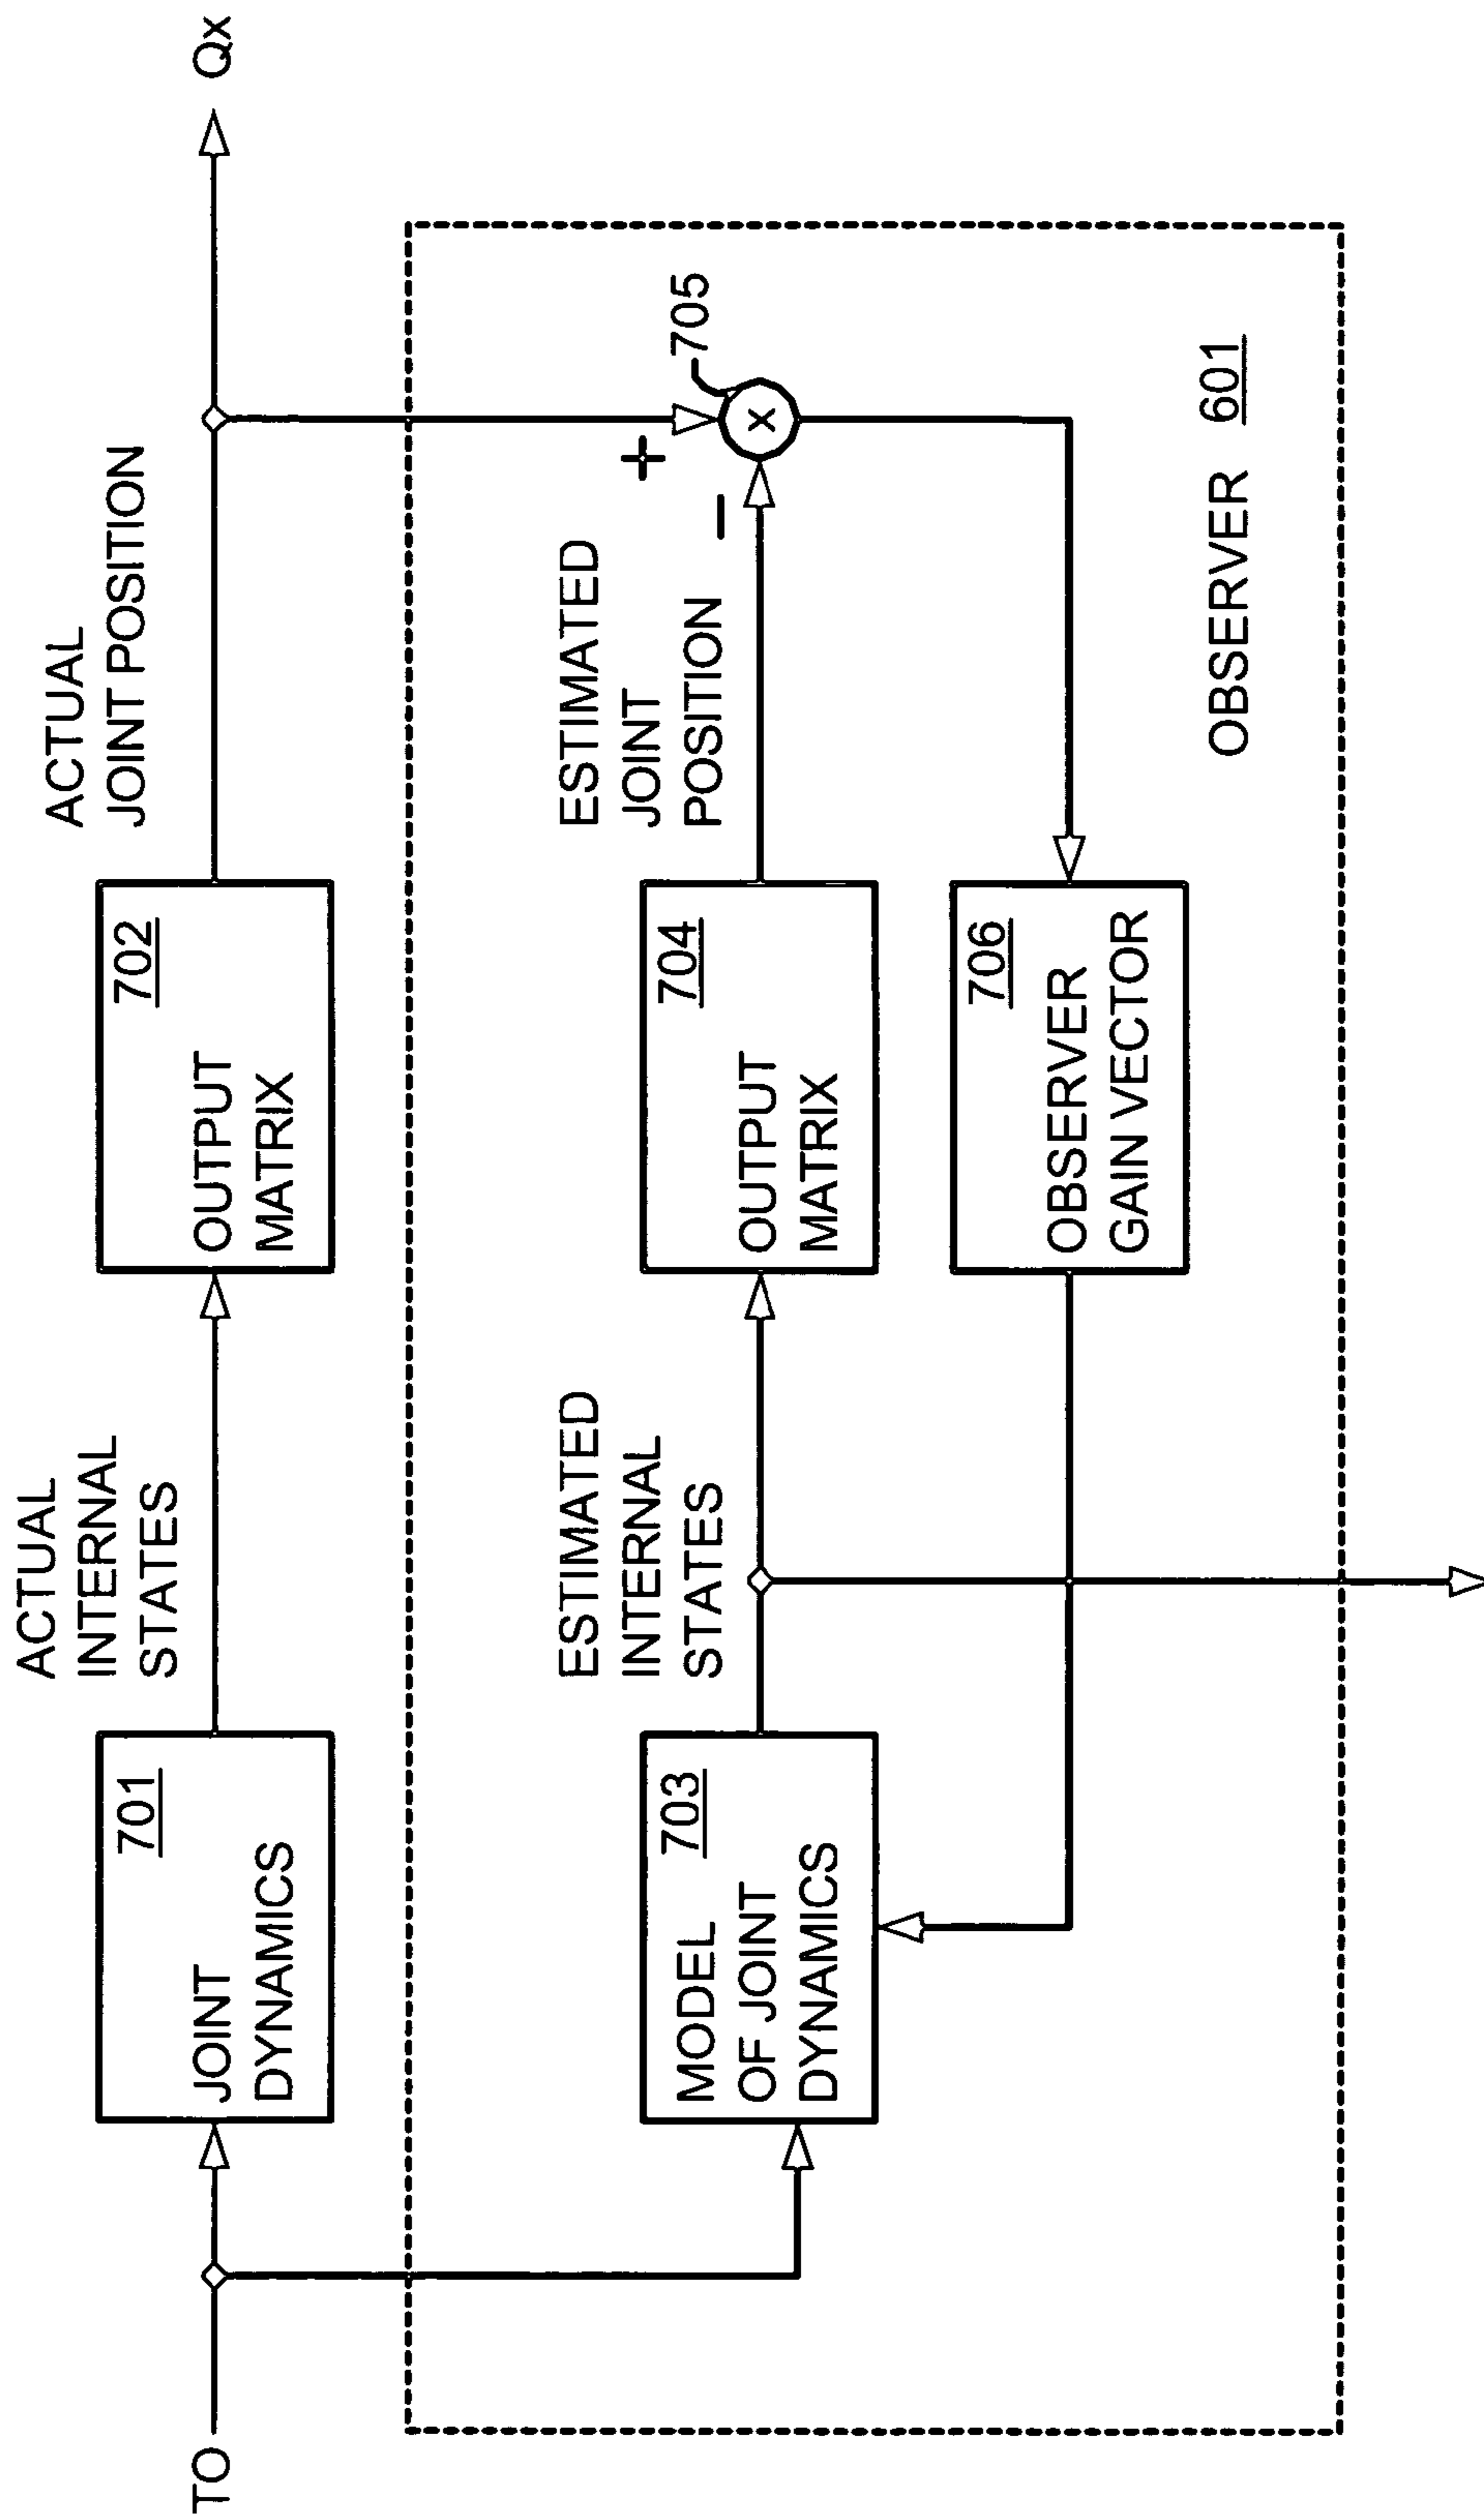 TO
701
JOINT
DYNAMICS
ACTUAL
INTERNAL
STATES
702
OUTPUT
MATRIX
ACTUAL
JOINT POSITION
Qx
703
MODEL
OF JOINT
DYNAMICS
ESTIMATED
INTERNAL
STATES
704
OUTPUT
MATRIX
ESTIMATED
JOINT
POSITION
+
−
X
705
706
OBSERVER
GAIN VECTOR
OBSERVER 601